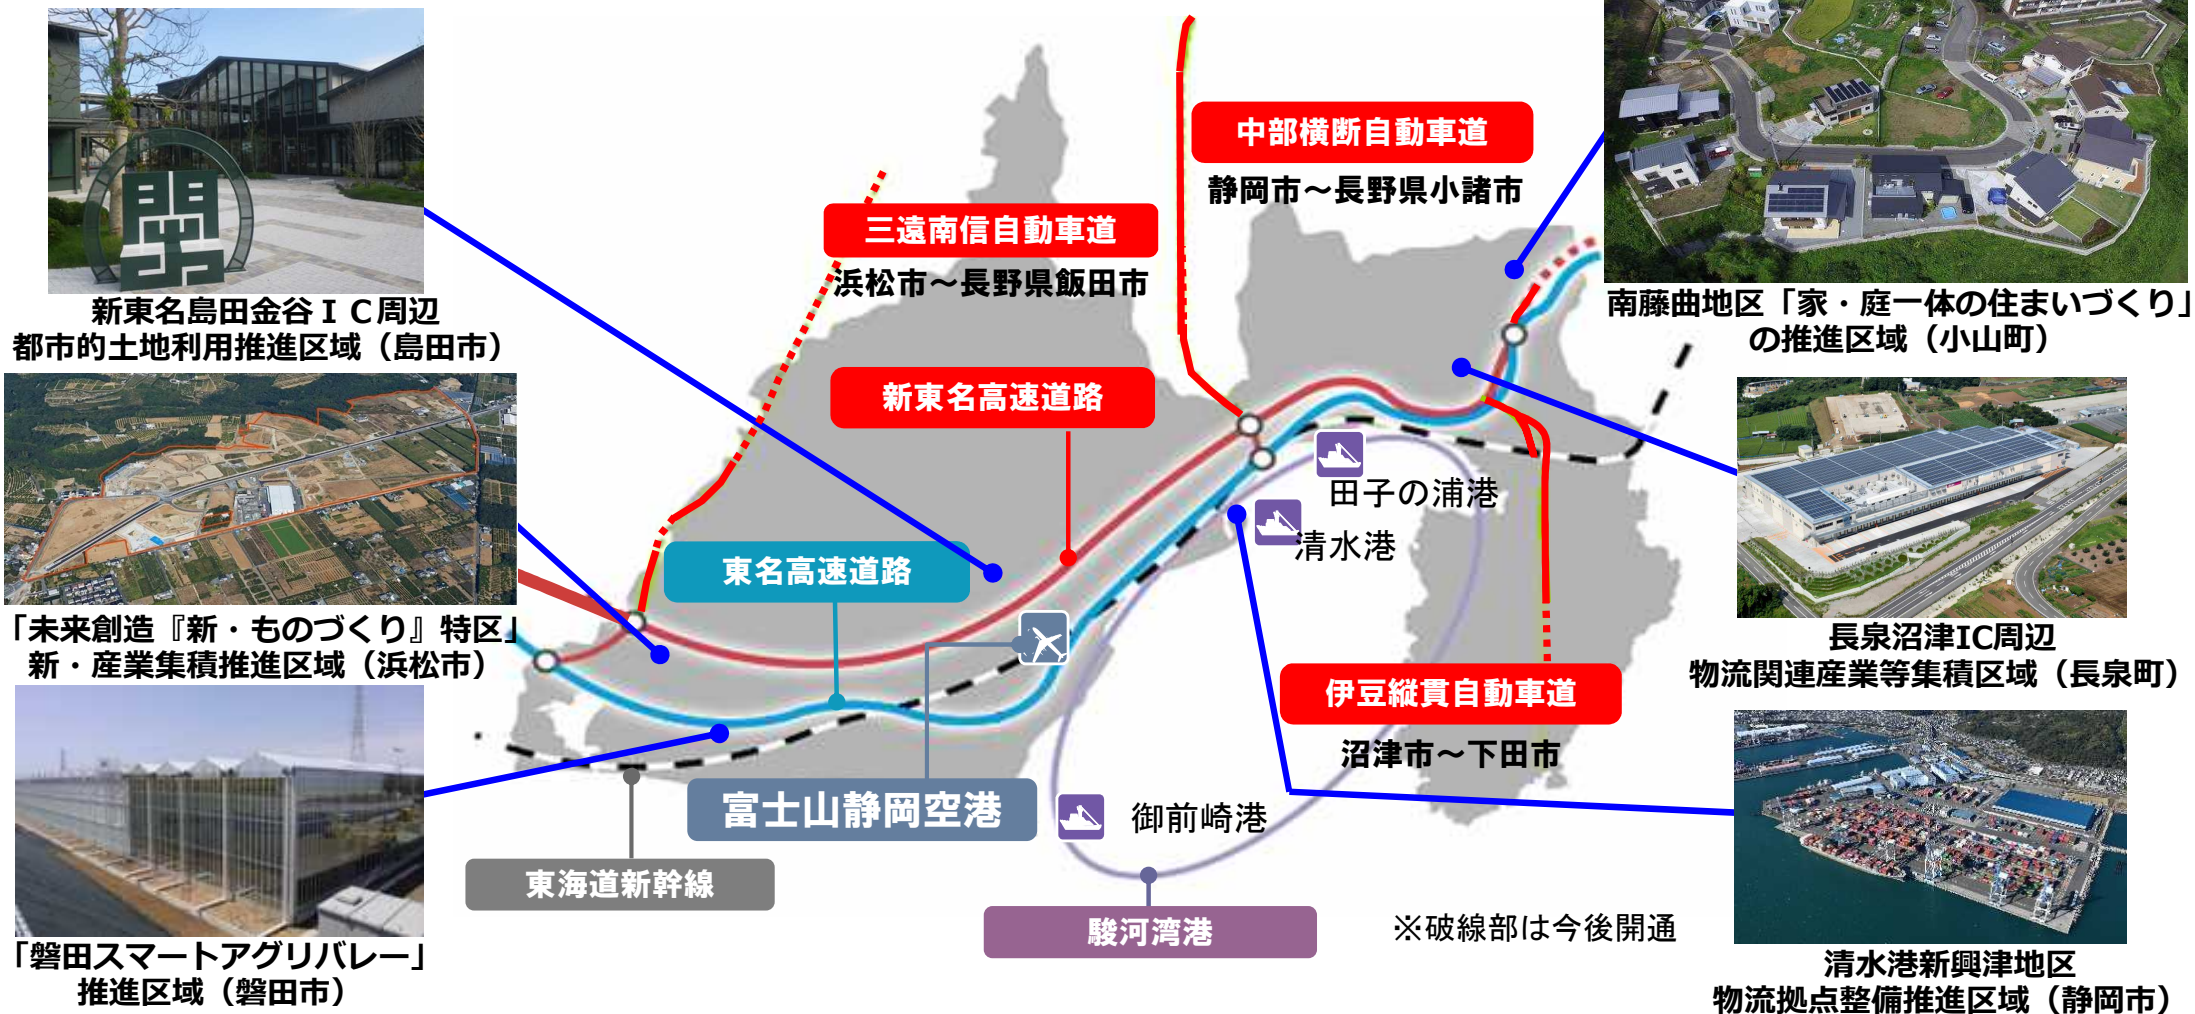 新東名島田金谷ＩＣ周辺
都市的土地利用推進区域（島田市）
「未来創造『新・ものづくり』特区」
新・産業集積推進区域（浜松市）
「磐田スマートアグリバレー」
推進区域（磐田市）
中部横断自動車道
静岡市～長野県小諸市
三遠南信自動車道
浜松市～長野県飯田市
新東名高速道路
東名高速道路
田子の浦港
清水港
伊豆縦貫自動車道
沼津市～下田市
富士山静岡空港
御前崎港
東海道新幹線
駿河湾港
※破線部は今後開通
南藤曲地区「家・庭一体の住まいづくり」
の推進区域（小山町）
長泉沼津IC周辺
物流関連産業等集積区域（長泉町）
清水港新興津地区
物流拠点整備推進区域（静岡市）